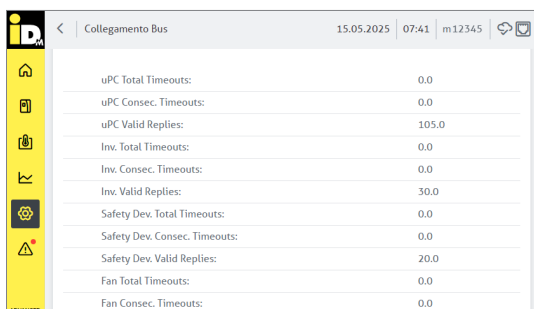 iDM
Collegamento Bus 15.05.2025 07:41 m12345
uPC Total Timeouts: 0.0
uPC Consec. Timeouts: 0.0
uPC Valid Replies: 105.0
Inv. Total Timeouts: 0.0
Inv. Consec. Timeouts: 0.0
Inv. Valid Replies: 30.0
Safety Dev. Total Timeouts: 0.0
Safety Dev. Consec. Timeouts: 0.0
Safety Dev. Valid Replies: 20.0
Fan Total Timeouts: 0.0
Fan Consec. Timeouts: 0.0